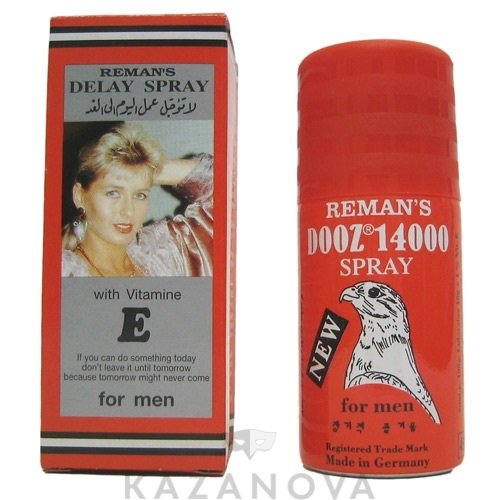 REMAN'S
DELAY SPRAY
لا تؤجّل عمل اليوم الى الغد
with Vitamine
E
If you can do something today
don't leave it until tomorrow
because tomorrow might never come
for men
REMAN'S
DOOZ® 14000
SPRAY
NEW
for men
Registered Trade Mark
Made in Germany
KAZANOVA